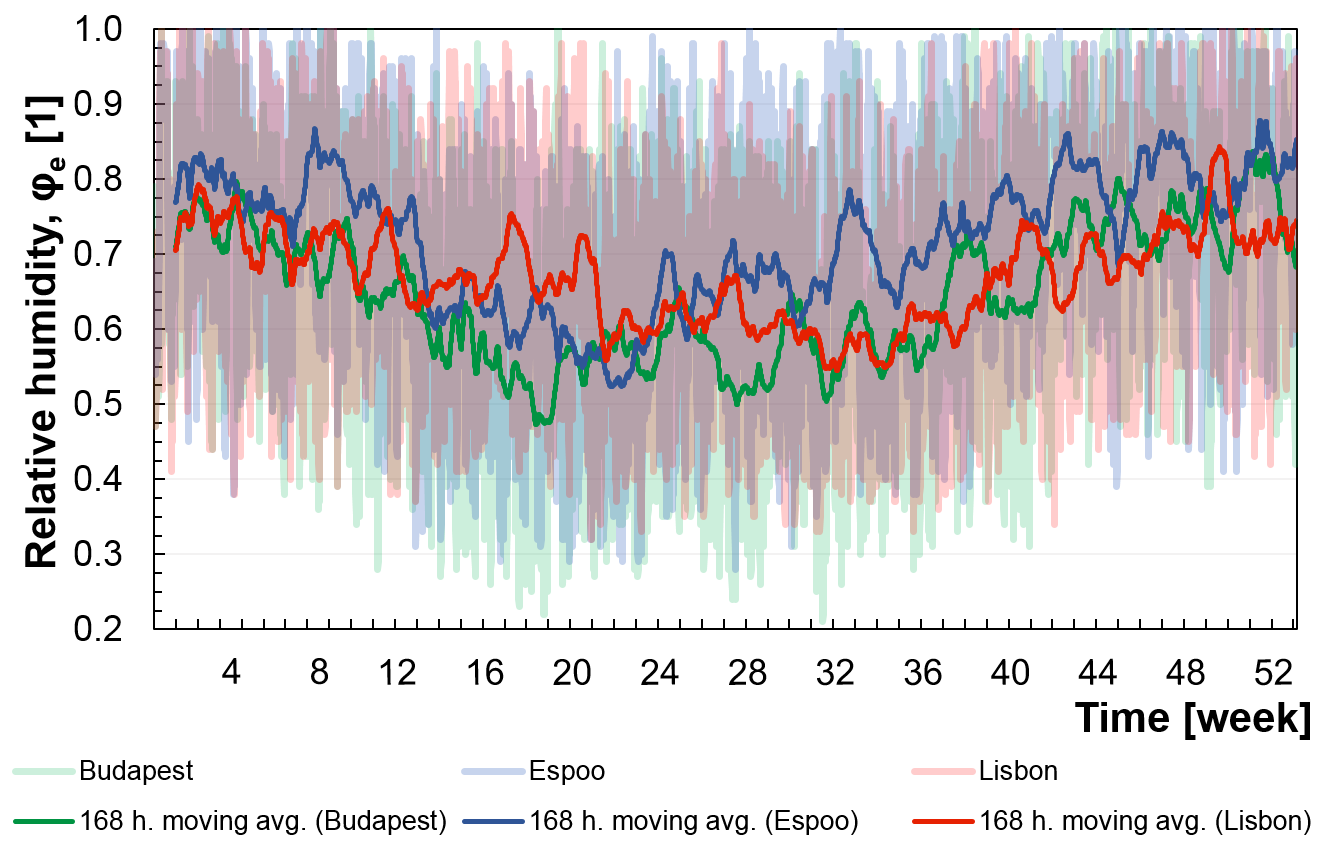 1.0
0.9
0.8
0.7
0.6
0.5
0.4
0.3
0.2
Relative humidity, φe [1]
4 8 12 16 20 24 28 32 36 40 44 48 52
Time [week]
Budapest Espoo Lisbon
168 h. moving avg. (Budapest) 168 h. moving avg. (Espoo) 168 h. moving avg. (Lisbon)